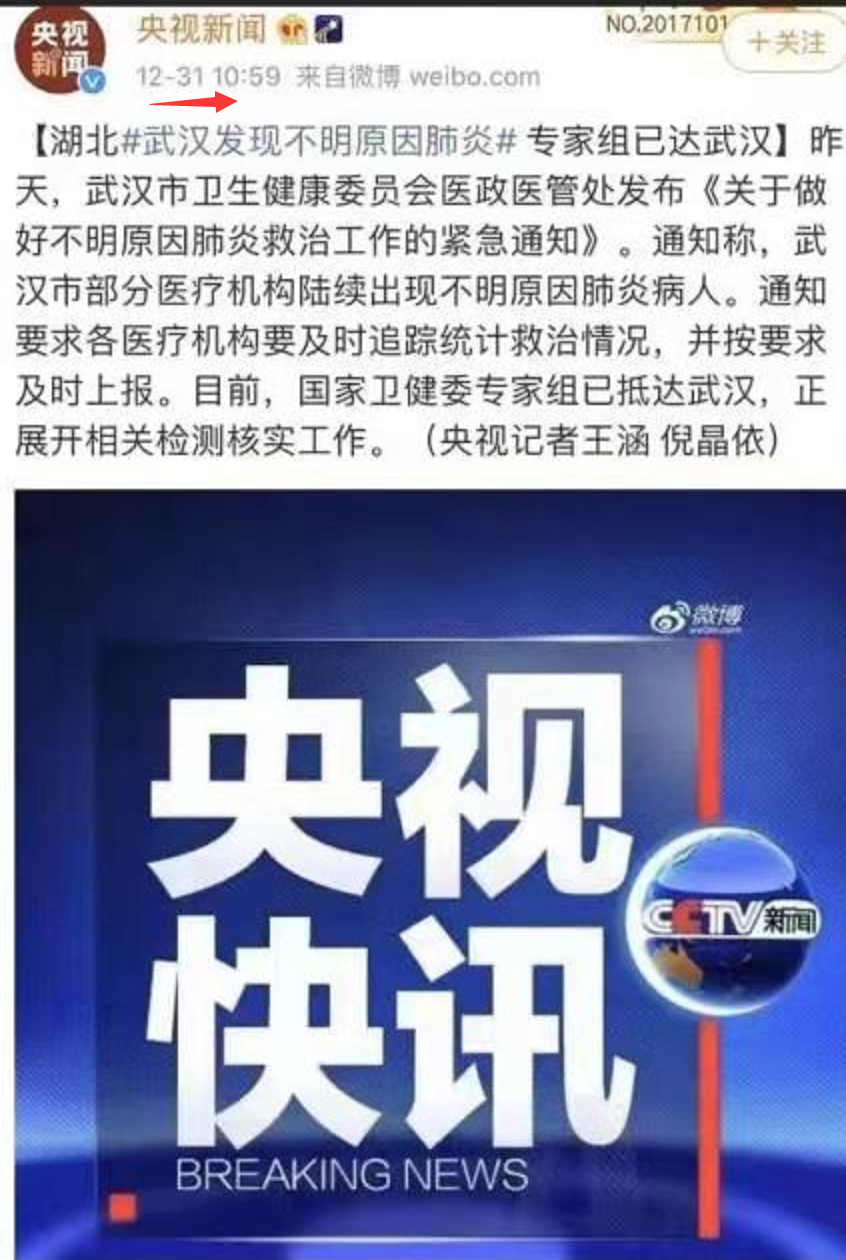 央视新闻
央视
新闻
NO.2017101
+关注
12-31 10:59 来自微博 weibo.com
【湖北#武汉发现不明原因肺炎# 专家组已达武汉】昨
天，武汉市卫生健康委员会医政医管处发布《关于做
好不明原因肺炎救治工作的紧急通知》。通知称，武
汉市部分医疗机构陆续出现不明原因肺炎病人。通知
要求各医疗机构要及时追踪统计救治情况，并按要求
及时上报。目前，国家卫健委专家组已抵达武汉，正
展开相关检测核实工作。（央视记者王涵 倪晶依）
微博
央视
快讯
CCTV新闻
BREAKING NEWS